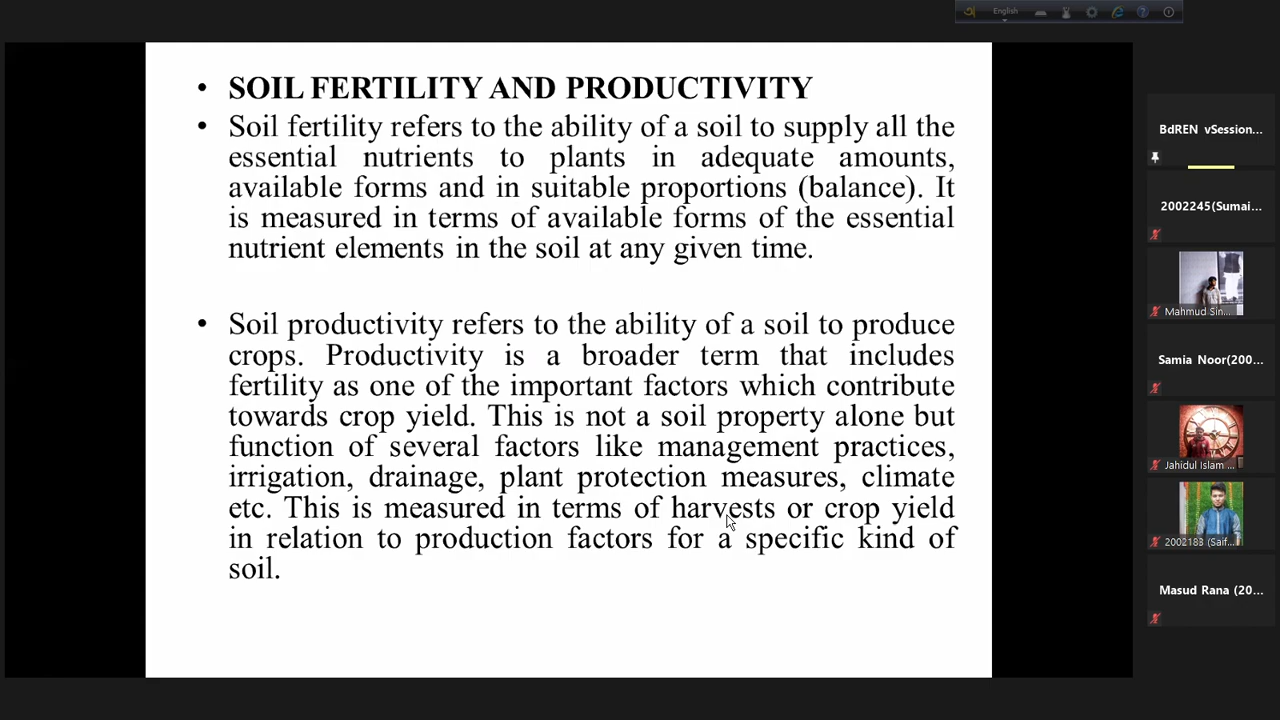 English
• SOIL FERTILITY AND PRODUCTIVITY
• Soil fertility refers to the ability of a soil to supply all the
essential nutrients to plants in adequate amounts,
available forms and in suitable proportions (balance). It
is measured in terms of available forms of the essential
nutrient elements in the soil at any given time.
• Soil productivity refers to the ability of a soil to produce
crops. Productivity is a broader term that includes
fertility as one of the important factors which contribute
towards crop yield. This is not a soil property alone but
function of several factors like management practices,
irrigation, drainage, plant protection measures, climate
etc. This is measured in terms of harvests or crop yield
in relation to production factors for a specific kind of
soil.
BdREN vSession...
2002245(Sumai...
Mahmud Sin...
Samia Noor(200...
Jahidul Islam ...
2002183 (Saif...
Masud Rana (20...